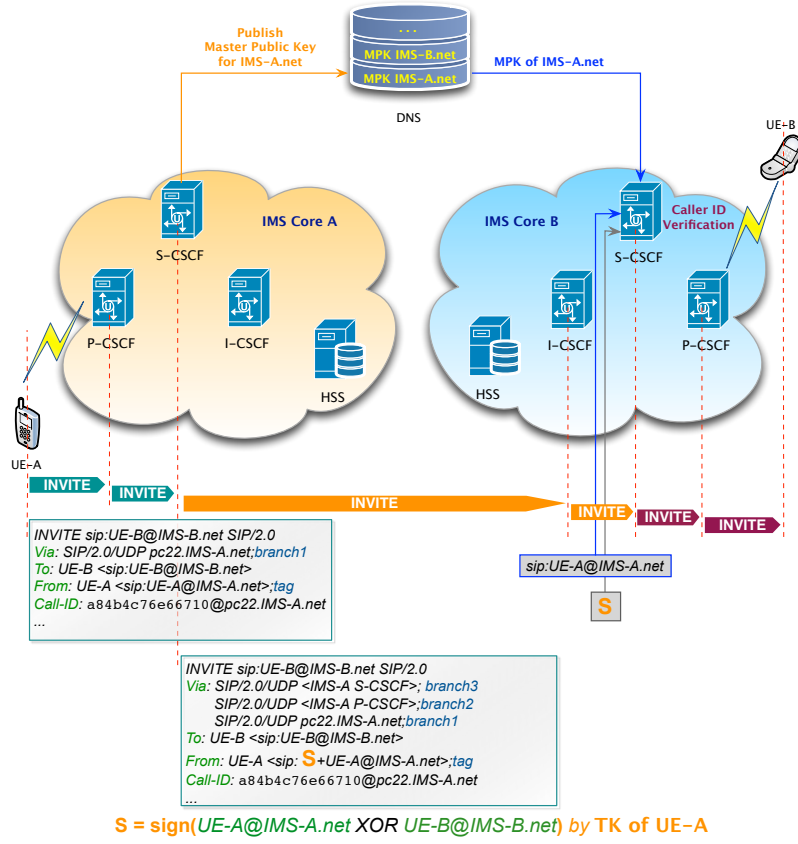 Publish
Master Public Key
for IMS-A.net
...
MPK IMS-B.net
MPK IMS-A.net
MPK of IMS-A.net
DNS
UE-B
IMS Core A
S-CSCF
P-CSCF
I-CSCF
HSS
UE-A
IMS Core B
Caller ID
Verification
S-CSCF
I-CSCF
P-CSCF
HSS
U
U
U
U
U
U
INVITE
INVITE
INVITE
INVITE
INVITE
INVITE
INVITE sip:UE-B@IMS-B.net SIP/2.0
Via: SIP/2.0/UDP pc22.IMS-A.net;branch1
To: UE-B <sip:UE-B@IMS-B.net>
From: UE-A <sip:UE-A@IMS-A.net>;tag
Call-ID: a84b4c76e66710@pc22.IMS-A.net
...
sip:UE-A@IMS-A.net
S
INVITE sip:UE-B@IMS-B.net SIP/2.0
Via: SIP/2.0/UDP <IMS-A S-CSCF>; branch3
SIP/2.0/UDP <IMS-A P-CSCF>;branch2
SIP/2.0/UDP pc22.IMS-A.net;branch1
To: UE-B <sip:UE-B@IMS-B.net>
From: UE-A <sip: S+UE-A@IMS-A.net>;tag
Call-ID: a84b4c76e66710@pc22.IMS-A.net
...
S = sign(UE-A@IMS-A.net XOR UE-B@IMS-B.net) by TK of UE-A